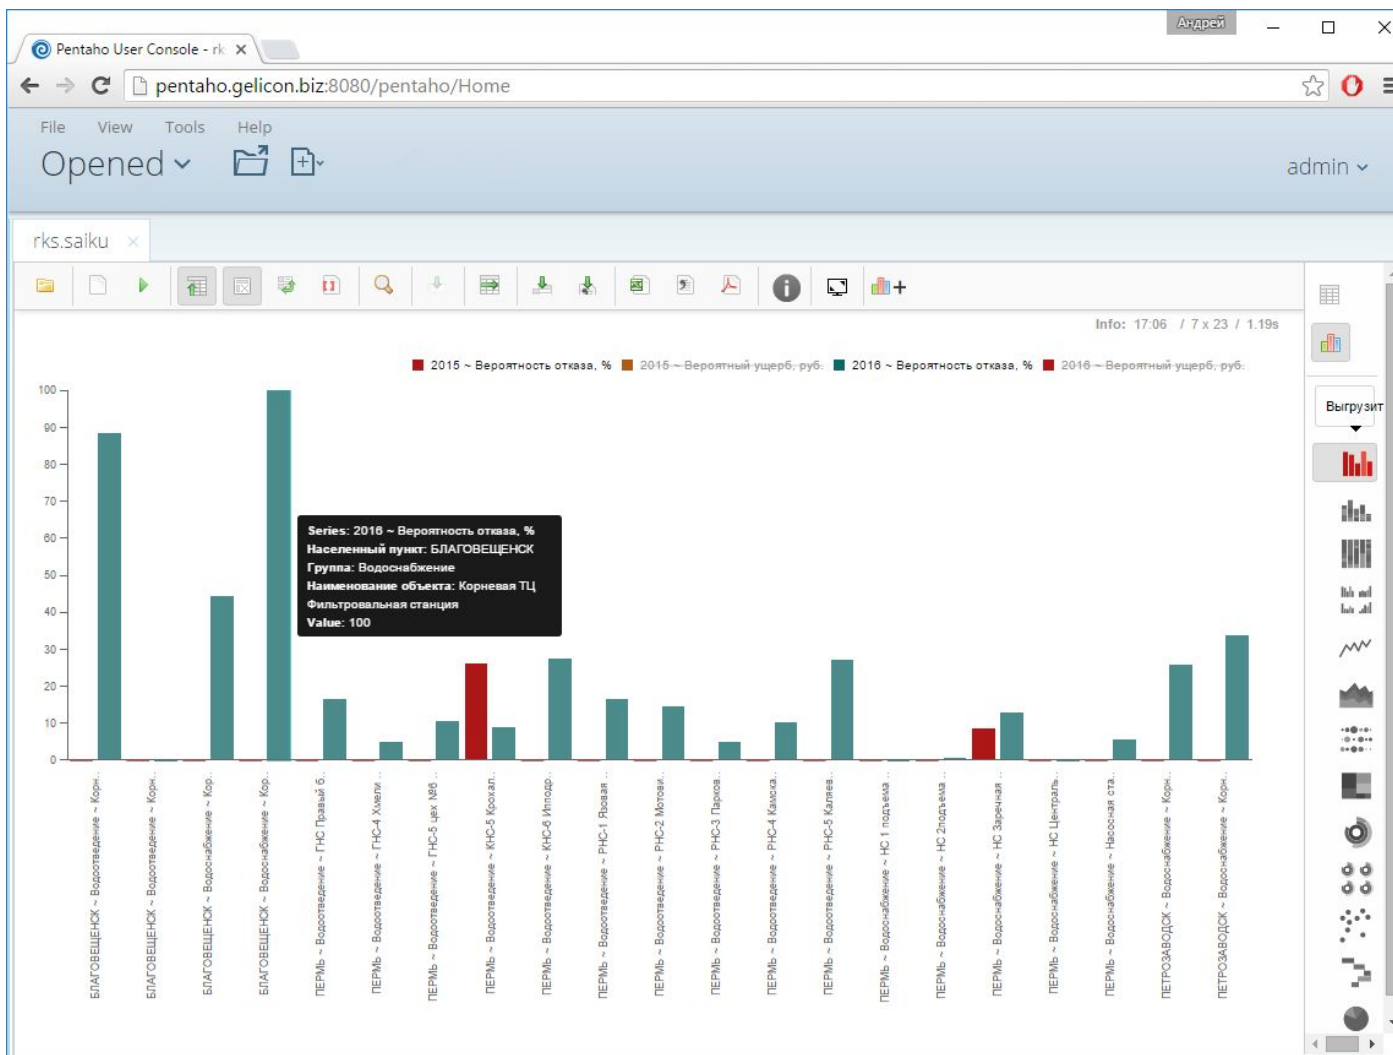 Андрей
Pentaho User Console - rk
pentaho.gelicon.biz:8080/pentaho/Home
File View Tools Help
Opened
admin
rks.saiku
Info: 17:06 / 7 x 23 / 1.19s
2015 ~ Вероятность отказа, % 2015 ~ Вероятный ущерб, руб. 2016 ~ Вероятность отказа, % 2016 ~ Вероятный ущерб, руб.
Выгрузит
100
90
80
70
60
50
40
30
20
10
0
Series: 2016 ~ Вероятность отказа, %
Населенный пункт: БЛАГОВЕЩЕНСК
Группа: Водоснабжение
Наименование объекта: Корневая ТЦ
Фильтровальная станция
Value: 100
БЛАГОВЕЩЕНСК ~ Водоотведение ~ Корн..
БЛАГОВЕЩЕНСК ~ Водоотведение ~ Корн..
БЛАГОВЕЩЕНСК ~ Водоснабжение ~ Кор..
БЛАГОВЕЩЕНСК ~ Водоснабжение ~ Кор..
ПЕРМЬ ~ Водоотведение ~ ГНС Правый б..
ПЕРМЬ ~ Водоотведение ~ ГНС-4 Хмели ..
ПЕРМЬ ~ Водоотведение ~ ГНС-5 цех №6 ..
ПЕРМЬ ~ Водоотведение ~ КНС-5 Крохал..
ПЕРМЬ ~ Водоотведение ~ КНС-6 Ипподр..
ПЕРМЬ ~ Водоотведение ~ РНС-1 Язовая ..
ПЕРМЬ ~ Водоотведение ~ РНС-2 Мотови..
ПЕРМЬ ~ Водоотведение ~ РНС-3 Парков..
ПЕРМЬ ~ Водоотведение ~ РНС-4 Камска..
ПЕРМЬ ~ Водоотведение ~ РНС-5 Каляев..
ПЕРМЬ ~ Водоснабжение ~ НС 1 подъема ..
ПЕРМЬ ~ Водоснабжение ~ НС 2подъема ..
ПЕРМЬ ~ Водоснабжение ~ НС Заречная ..
ПЕРМЬ ~ Водоснабжение ~ НС Централь..
ПЕРМЬ ~ Водоснабжение ~ Насосная ста..
ПЕТРОЗАВОДСК ~ Водоснабжение ~ Корн..
ПЕТРОЗАВОДСК ~ Водоснабжение ~ Корн..